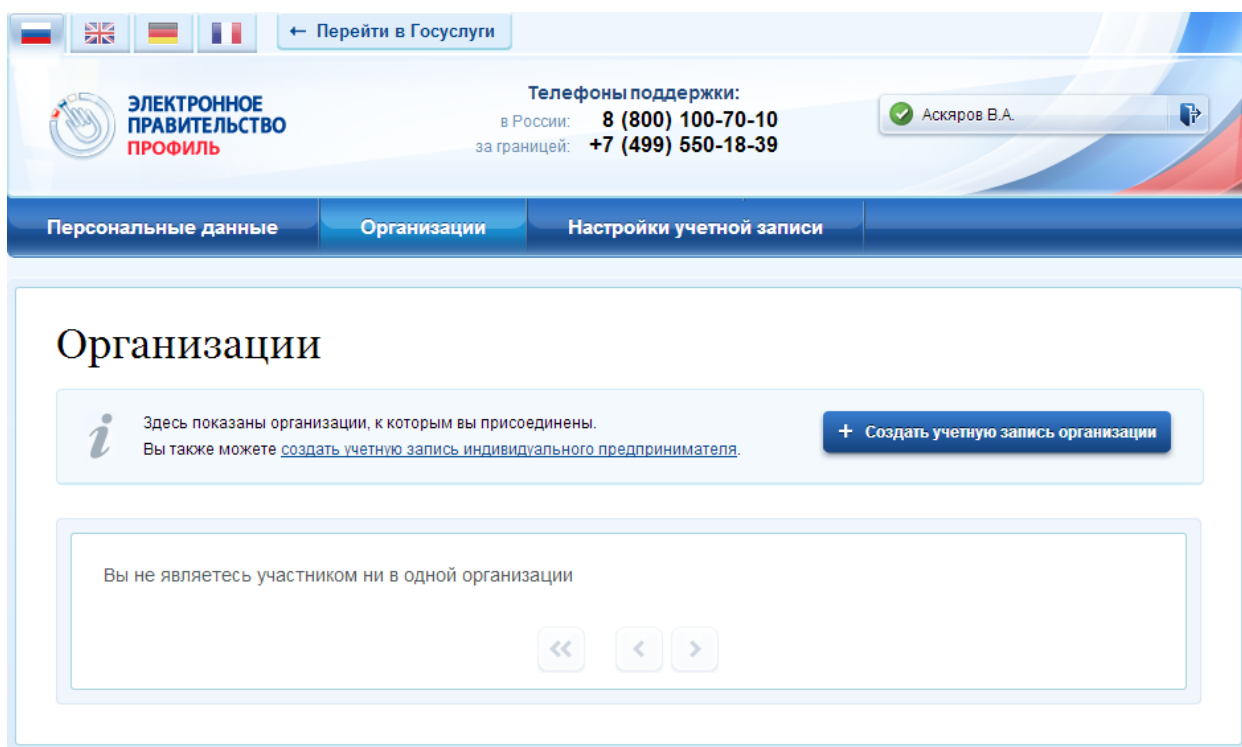 ← Перейти в Госуслуги
ЭЛЕКТРОННОЕ
ПРАВИТЕЛЬСТВО
ПРОФИЛЬ
Телефоны поддержки:
в России: 8 (800) 100-70-10
за границей: +7 (499) 550-18-39
Аскяров В.А.
Персональные данные Организации Настройки учетной записи
Организации
Здесь показаны организации, к которым вы присоединены.
Вы также можете создать учетную запись индивидуального предпринимателя.
+ Создать учетную запись организации
Вы не являетесь участником ни в одной организации